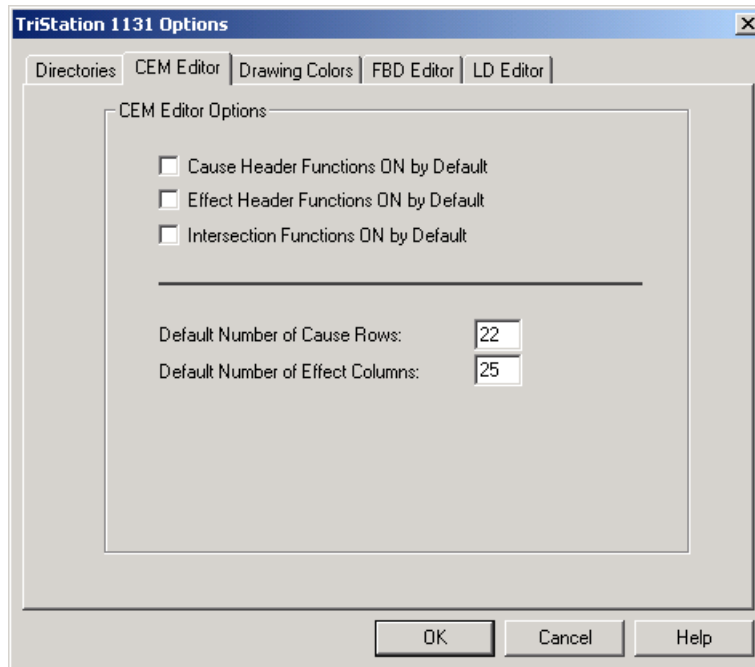 TriStation 1131 Options
Directories CEM Editor Drawing Colors FBD Editor LD Editor
CEM Editor Options
Cause Header Functions ON by Default
Effect Header Functions ON by Default
Intersection Functions ON by Default
Default Number of Cause Rows: 22
Default Number of Effect Columns: 25
OK Cancel Help